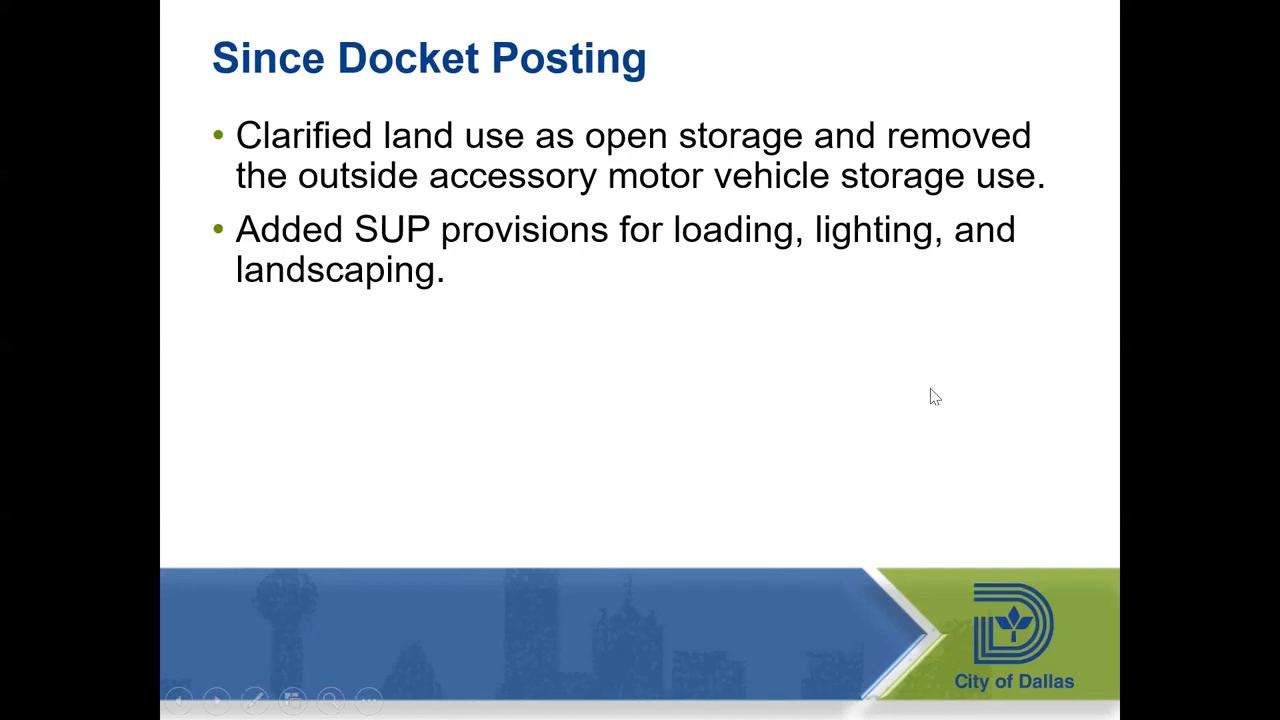 Since Docket Posting
• Clarified land use as open storage and removed
the outside accessory motor vehicle storage use.
• Added SUP provisions for loading, lighting, and
landscaping.
City of Dallas